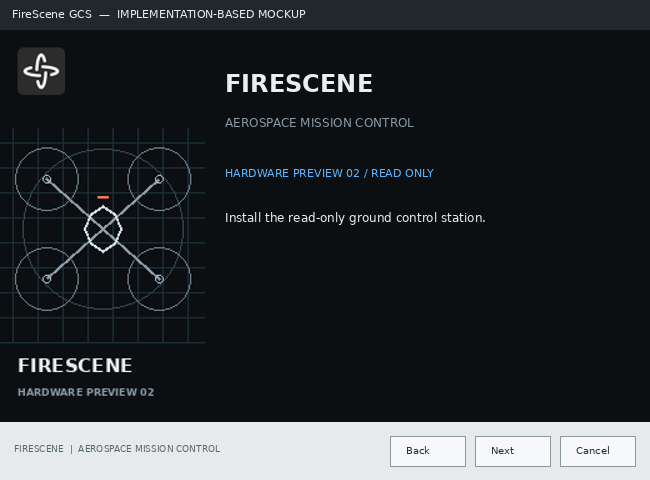 FireScene GCS — IMPLEMENTATION-BASED MOCKUP
FIRESCENE
AEROSPACE MISSION CONTROL
HARDWARE PREVIEW 02 / READ ONLY
Install the read-only ground control station.
FIRESCENE
HARDWARE PREVIEW 02
FIRESCENE | AEROSPACE MISSION CONTROL
Back
Next
Cancel